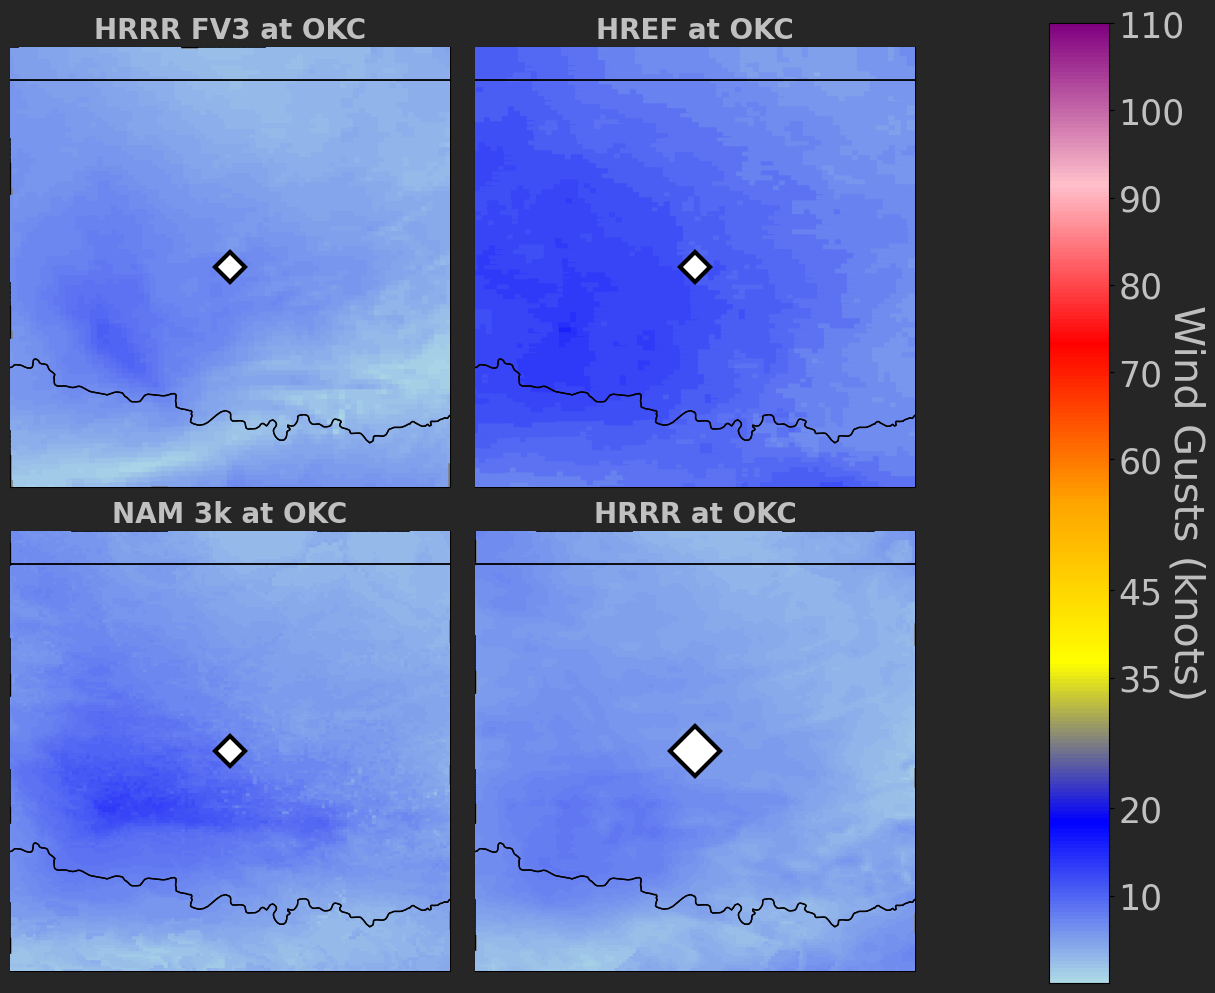 HRRR FV3 at OKC
HREF at OKC
NAM 3k at OKC
HRRR at OKC
110
100
90
80
70
60
45
35
20
10
Wind Gusts (knots)